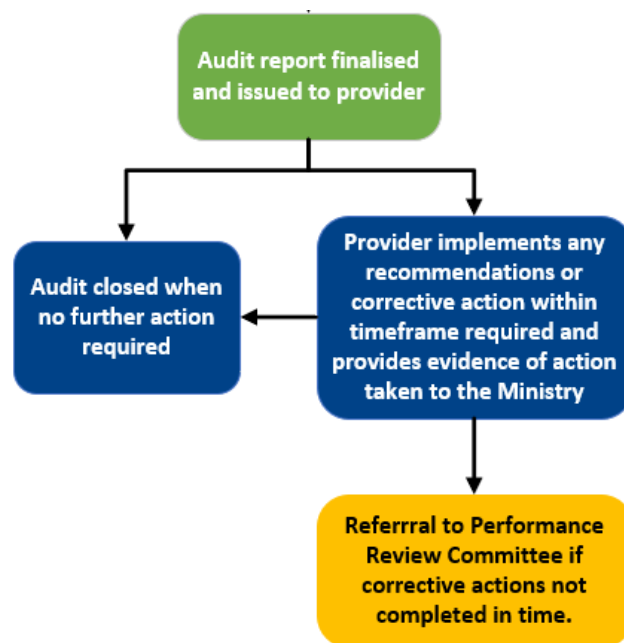 Audit report finalised
and issued to provider
Audit closed when
no further action
required
Provider implements any
recommendations or
corrective action within
timeframe required and
provides evidence of action
taken to the Ministry
Referrral to Performance
Review Committee if
corrective actions not
completed in time.